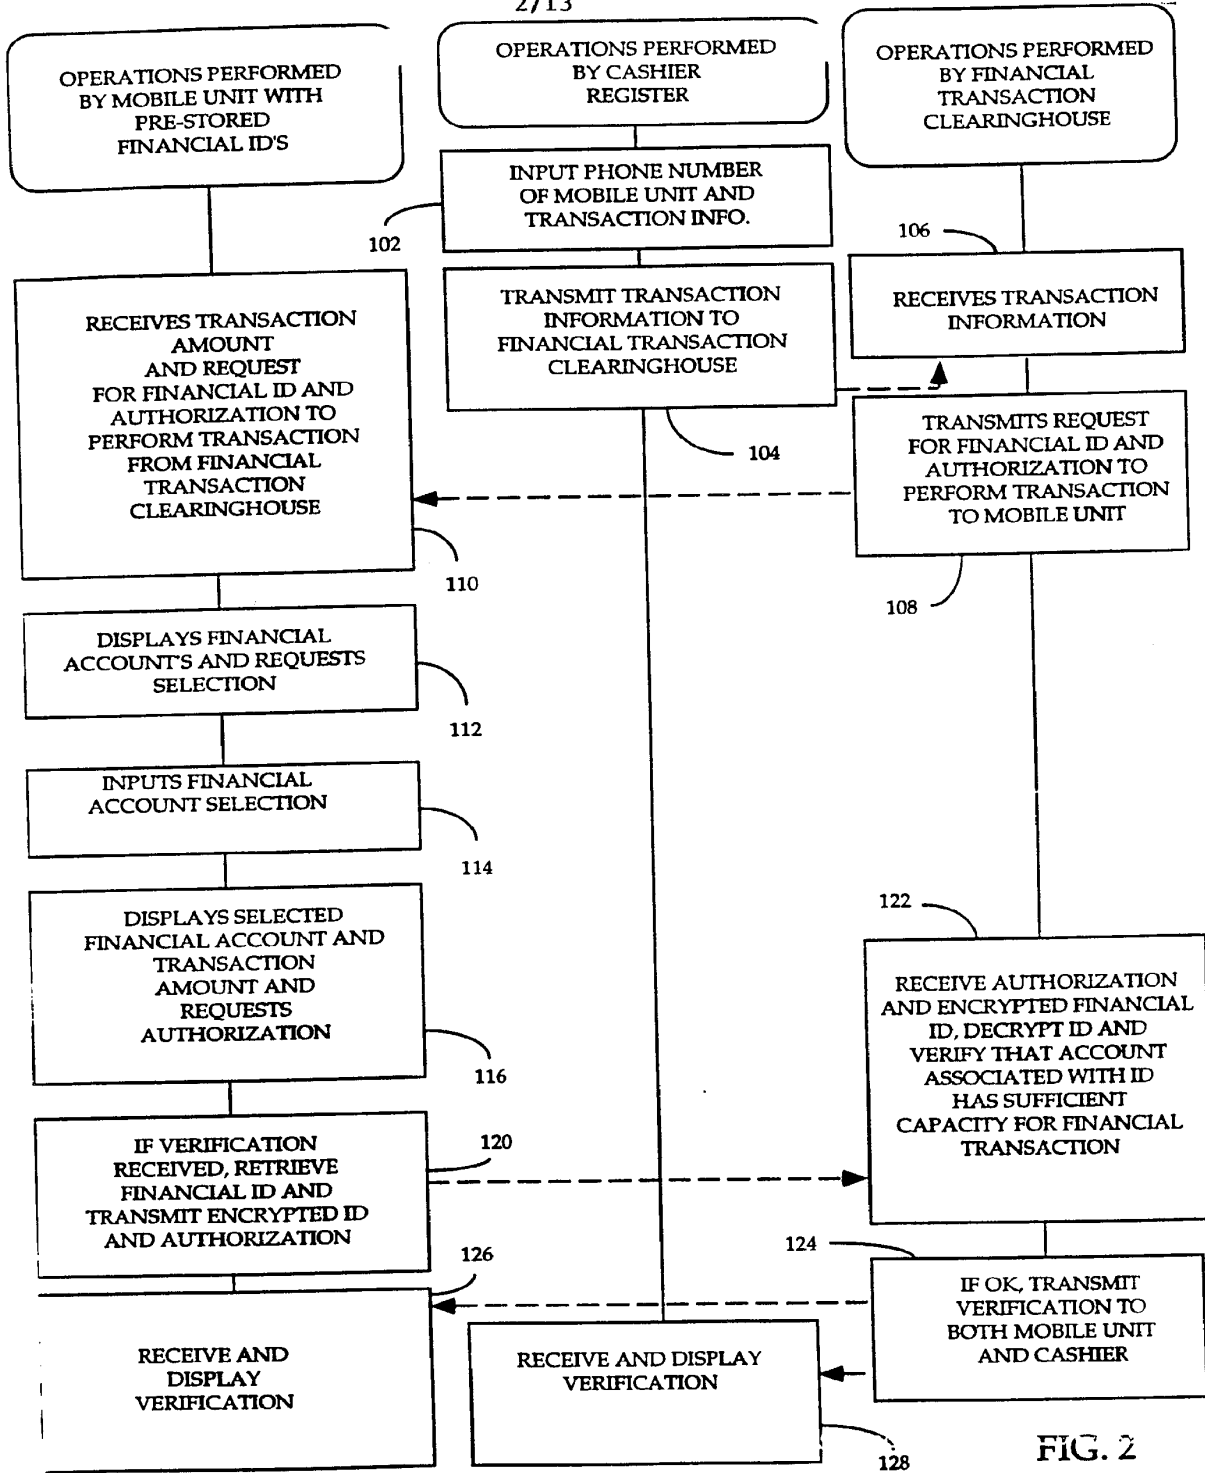 2/13
OPERATIONS PERFORMED
BY MOBILE UNIT WITH
PRE-STORED
FINANCIAL ID'S
OPERATIONS PERFORMED
BY CASHIER
REGISTER
OPERATIONS PERFORMED
BY FINANCIAL
TRANSACTION
CLEARINGHOUSE
INPUT PHONE NUMBER
OF MOBILE UNIT AND
TRANSACTION INFO.
102
106
RECEIVES TRANSACTION
AMOUNT
AND REQUEST
FOR FINANCIAL ID AND
AUTHORIZATION TO
PERFORM TRANSACTION
FROM FINANCIAL
TRANSACTION
CLEARINGHOUSE
TRANSMIT TRANSACTION
INFORMATION TO
FINANCIAL TRANSACTION
CLEARINGHOUSE
RECEIVES TRANSACTION
INFORMATION
104
TRANSMITS REQUEST
FOR FINANCIAL ID AND
AUTHORIZATION TO
PERFORM TRANSACTION
TO MOBILE UNIT
110
108
DISPLAYS FINANCIAL
ACCOUNT'S AND REQUESTS
SELECTION
112
INPUTS FINANCIAL
ACCOUNT SELECTION
114
DISPLAYS SELECTED
FINANCIAL ACCOUNT AND
TRANSACTION
AMOUNT AND
REQUESTS
AUTHORIZATION
116
122
RECEIVE AUTHORIZATION
AND ENCRYPTED FINANCIAL
ID, DECRYPT ID AND
VERIFY THAT ACCOUNT
ASSOCIATED WITH ID
HAS SUFFICIENT
CAPACITY FOR FINANCIAL
TRANSACTION
IF VERIFICATION
RECEIVED, RETRIEVE
FINANCIAL ID AND
TRANSMIT ENCRYPTED ID
AND AUTHORIZATION
120
126
124
IF OK, TRANSMIT
VERIFICATION TO
BOTH MOBILE UNIT
AND CASHIER
RECEIVE AND
DISPLAY
VERIFICATION
RECEIVE AND DISPLAY
VERIFICATION
128
FIG. 2